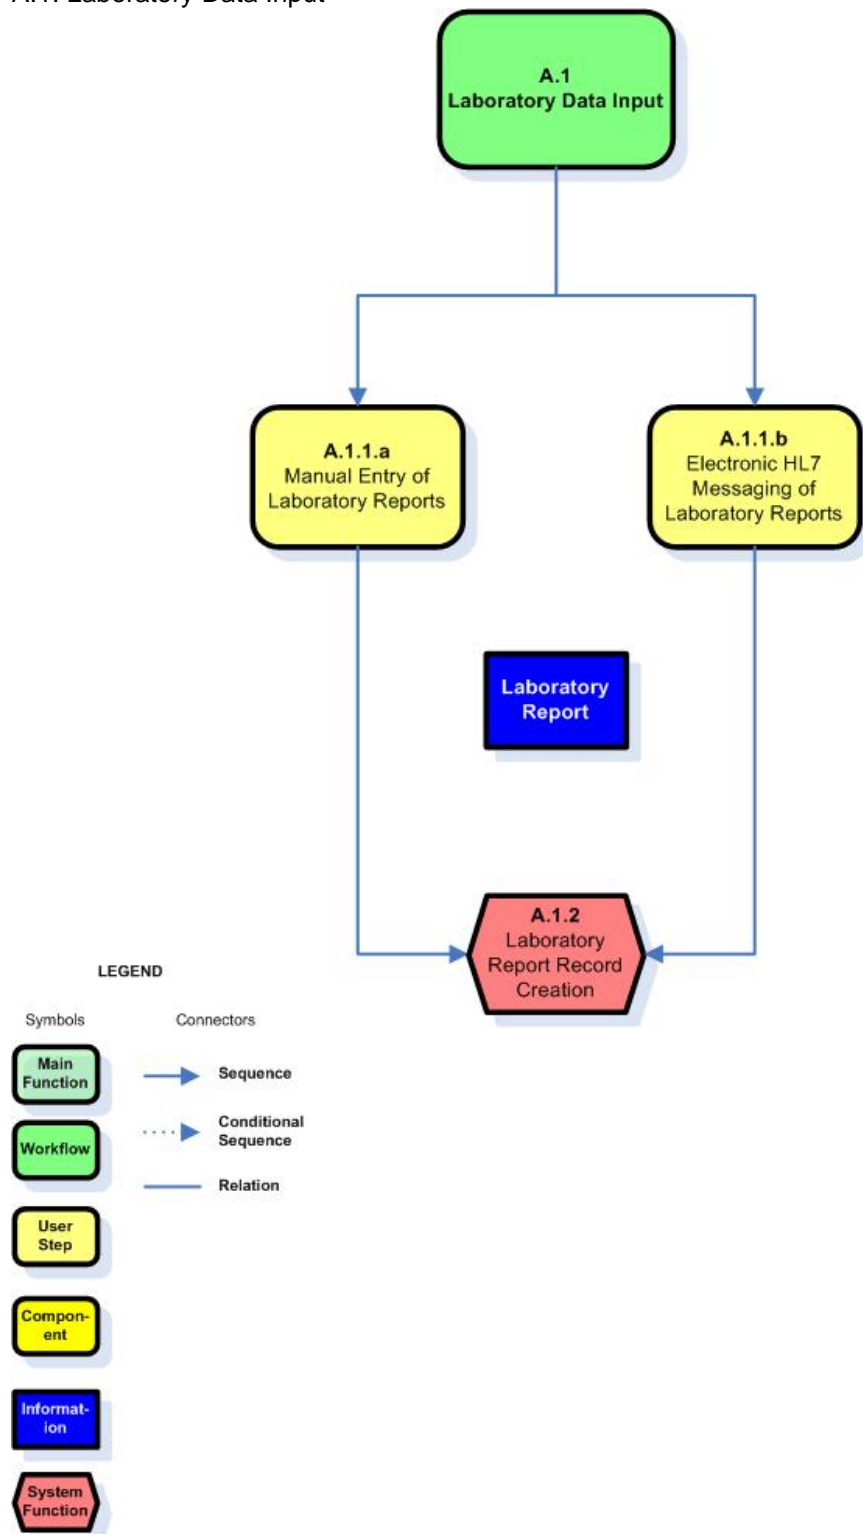 A.1. Laboratory Data Input
A.1
Laboratory Data Input
A.1.1.a
Manual Entry of
Laboratory Reports
A.1.1.b
Electronic HL7
Messaging of
Laboratory Reports
Laboratory
Report
A.1.2
Laboratory
Report Record
Creation
LEGEND
Symbols
Connectors
Main
Function
Sequence
Workflow
Conditional
Sequence
Relation
User
Step
Compon-
ent
Informat-
ion
System
Function